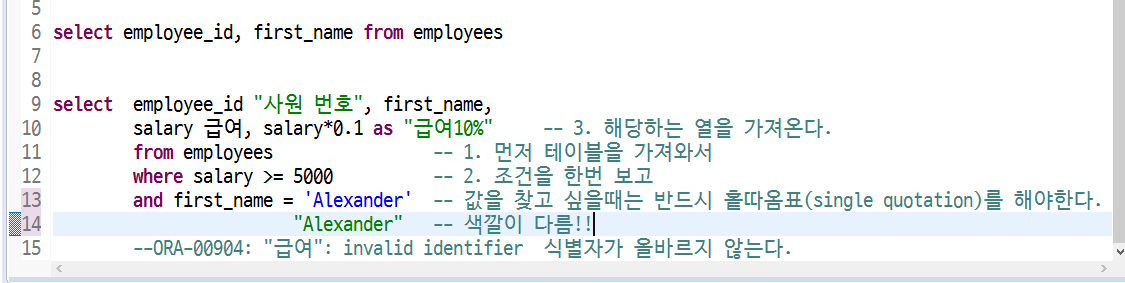 5
6 select employee_id, first_name from employees
7
8
9 select  employee_id "사원 번호", first_name,
10 salary 급여, salary*0.1 as "급여10%" -- 3. 해당하는 열을 가져온다.
11 from employees -- 1. 먼저 테이블을 가져와서
12 where salary >= 5000 -- 2. 조건을 한번 보고
13 and first_name = 'Alexander' -- 값을 찾고 싶을때는 반드시 홑따옴표(single quotation)를 해야한다.
14 "Alexander" -- 색깔이 다름!!
15 --ORA-00904: "급여": invalid identifier 식별자가 올바르지 않는다.